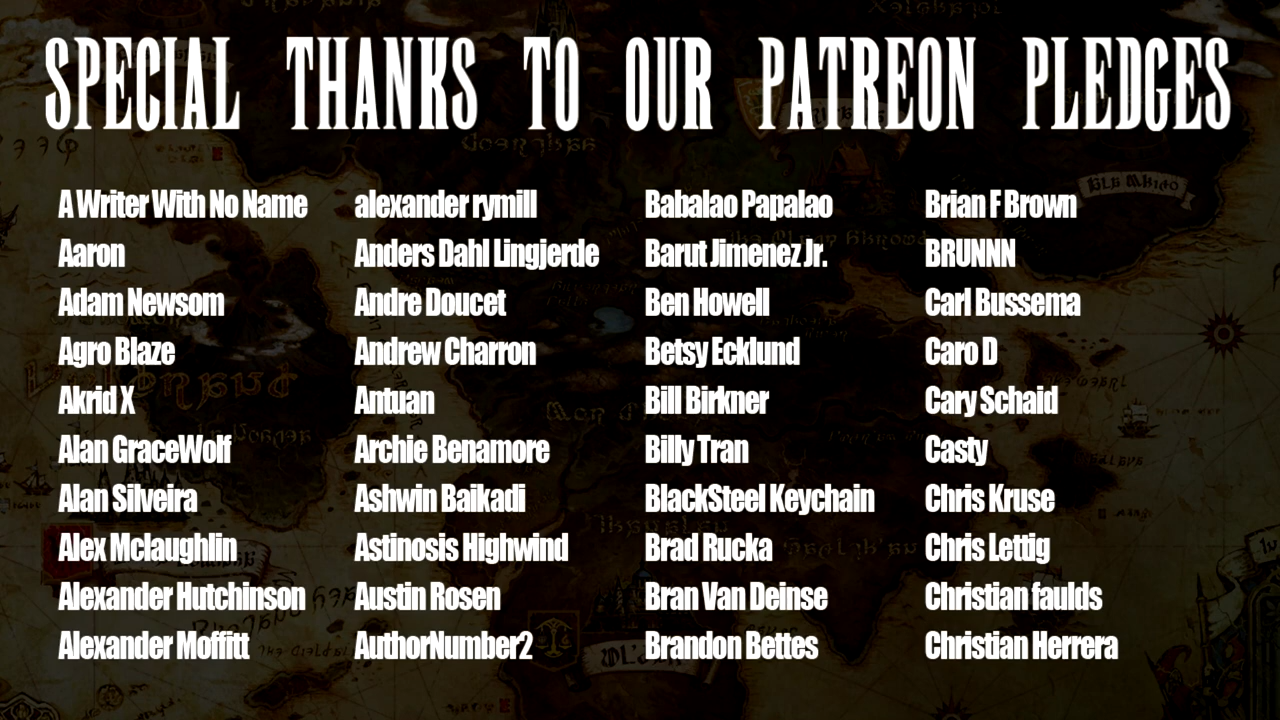 SPECIAL THANKS TO OUR PATREON PLEDGES
A Writer With No Name
Aaron
Adam Newsom
Agro Blaze
Akrid X
Alan GraceWolf
Alan Silveira
Alex Mclaughlin
Alexander Hutchinson
Alexander Moffitt
alexander rymill
Anders Dahl Lingjerde
Andre Doucet
Andrew Charron
Antuan
Archie Benamore
Ashwin Baikadi
Astinosis Highwind
Austin Rosen
AuthorNumber2
Babalao Papalao
Barut Jimenez Jr.
Ben Howell
Betsy Ecklund
Bill Birkner
Billy Tran
BlackSteel Keychain
Brad Rucka
Bran Van Deinse
Brandon Bettes
Brian F Brown
BRUNNN
Carl Bussema
Caro D
Cary Schaid
Casty
Chris Kruse
Chris Lettig
Christian faulds
Christian Herrera